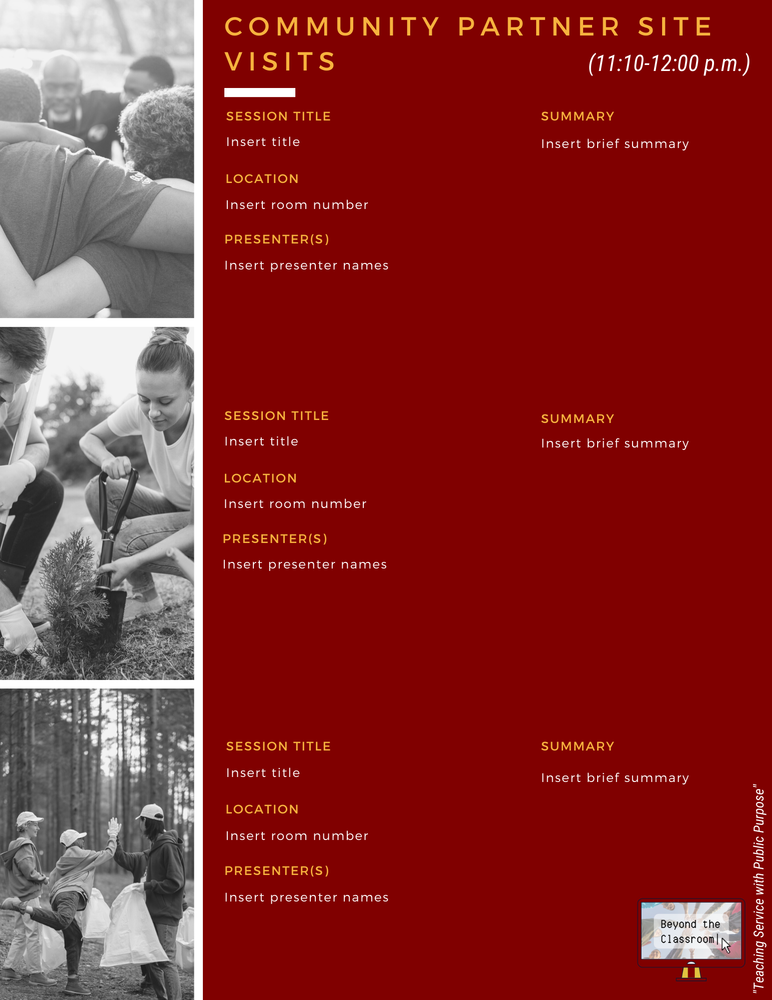 COMMUNITY PARTNER SITE
VISITS
(11:10-12:00 p.m.)
SESSION TITLE
Insert title
LOCATION
Insert room number
PRESENTER(S)
Insert presenter names
SUMMARY
Insert brief summary
SESSION TITLE
Insert title
LOCATION
Insert room number
PRESENTER(S)
Insert presenter names
SUMMARY
Insert brief summary
SESSION TITLE
Insert title
LOCATION
Insert room number
PRESENTER(S)
Insert presenter names
SUMMARY
Insert brief summary
Beyond the
Classroom|
"Teaching Service with Public Purpose"